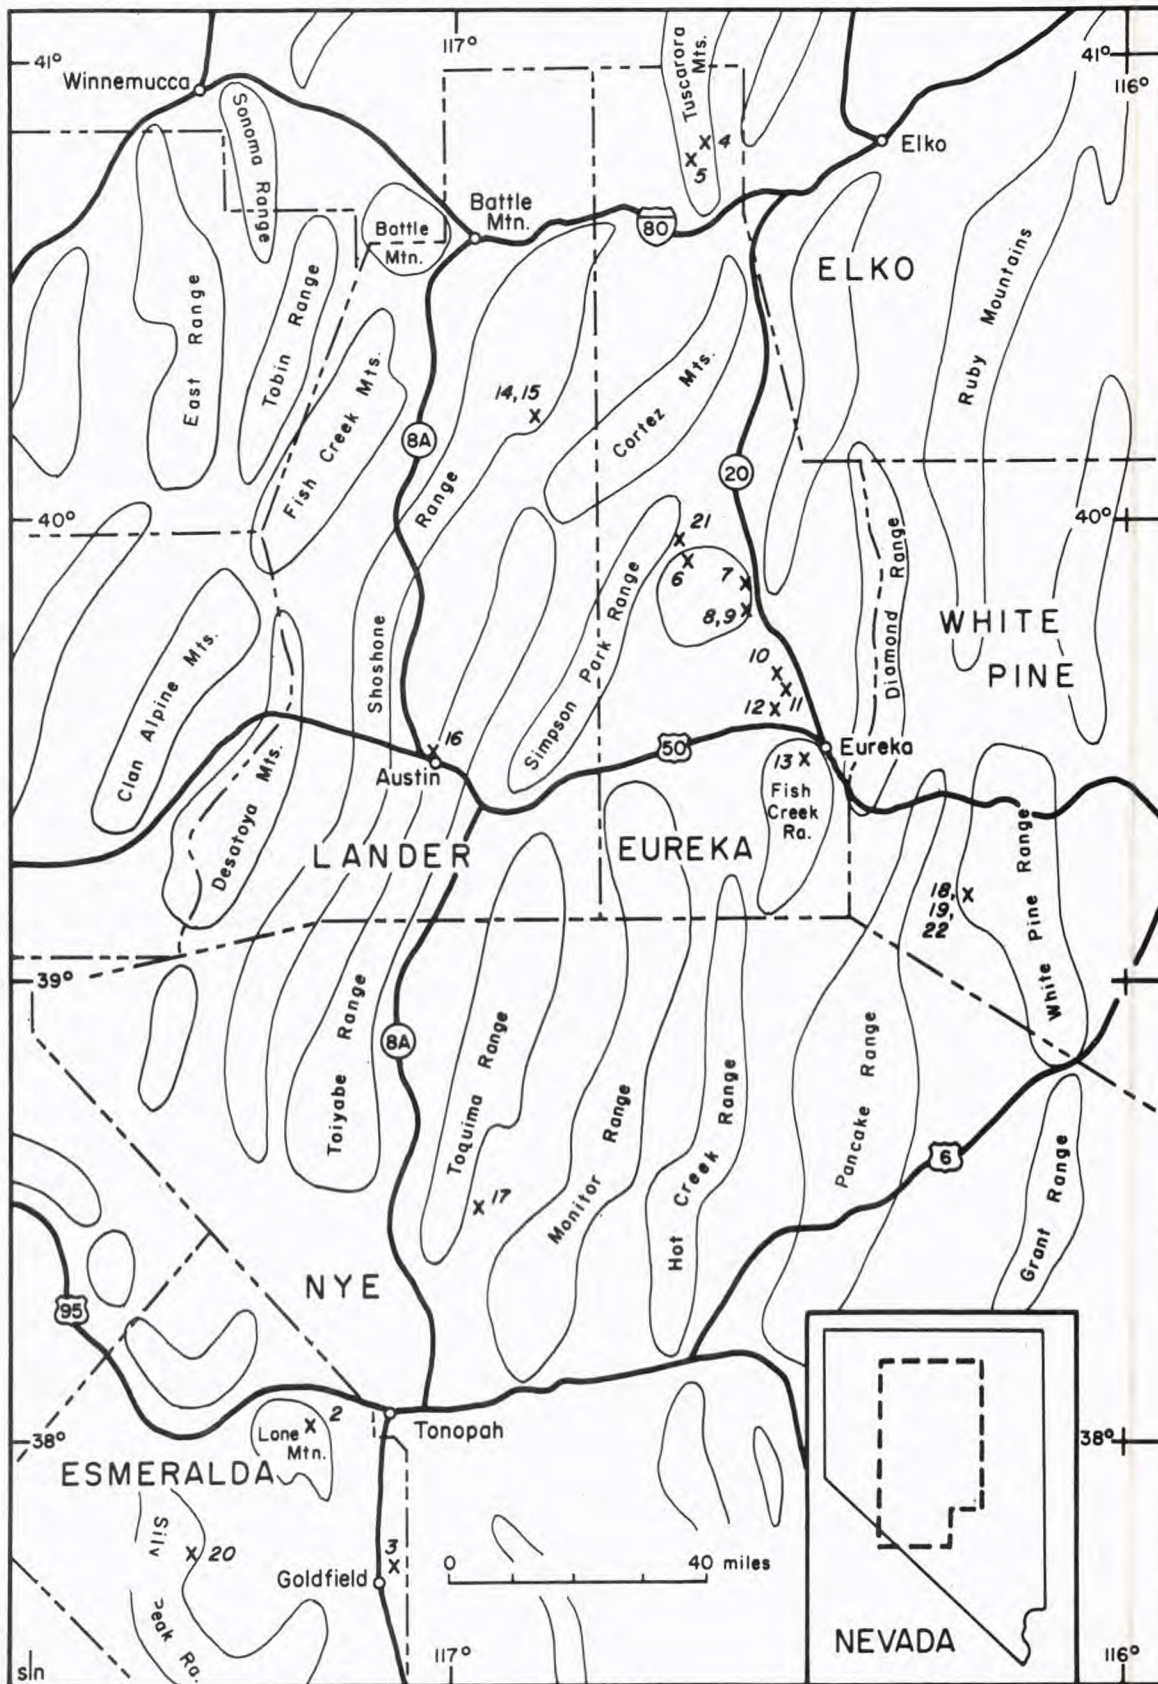 117°
41°
41°
116°
Winnemucca
Tuscarora
Mts.
Sonoma Range
4
Elko
5
Battle
Mtn.
Battle
Mtn.
80
ELKO
East Range
Tobin Range
Ruby Mountains
Fish Creek Mts.
14, 15
Cortez Mts.
8A
20
Shoshone Range
40°
40°
21
6
7
Diamond Range
8, 9
WHITE
PINE
Simpson Park Range
10
11
12
Clan Alpine Mts.
16
50
Eureka
Austin
13
Desatoya Mts.
Fish
Creek
Ra.
LANDER
EUREKA
White Pine Range
18,
19,
22
39°
Toiyabe Range
8A
Toquima Range
Monitor Range
Hot Creek Range
Pancake Range
6
Grant Range
17
NYE
95
2
Lone
Mtn.
Tonopah
38°
38°
ESMERALDA
Silv
20
3
0
40 miles
Goldfield
eak Ra.
NEVADA
117°
116°
sln